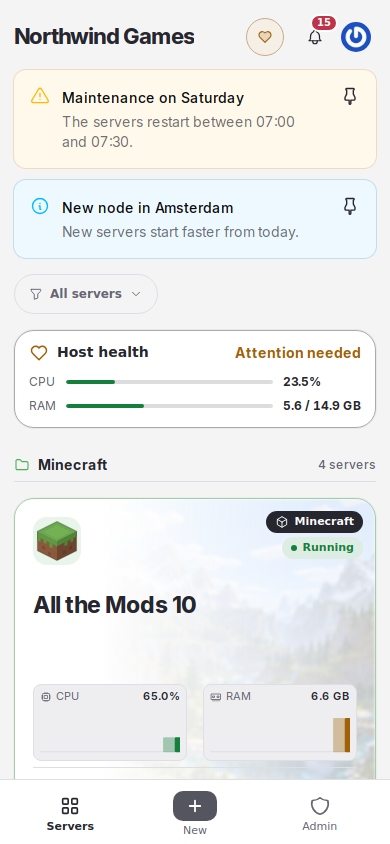 Northwind Games
15
Maintenance on Saturday
The servers restart between 07:00
and 07:30.
New node in Amsterdam
New servers start faster from today.
All servers
Host health
Attention needed
CPU
23.5%
RAM
5.6 / 14.9 GB
Minecraft
4 servers
Minecraft
Running
All the Mods 10
CPU
65.0%
RAM
6.6 GB
Servers
New
Admin